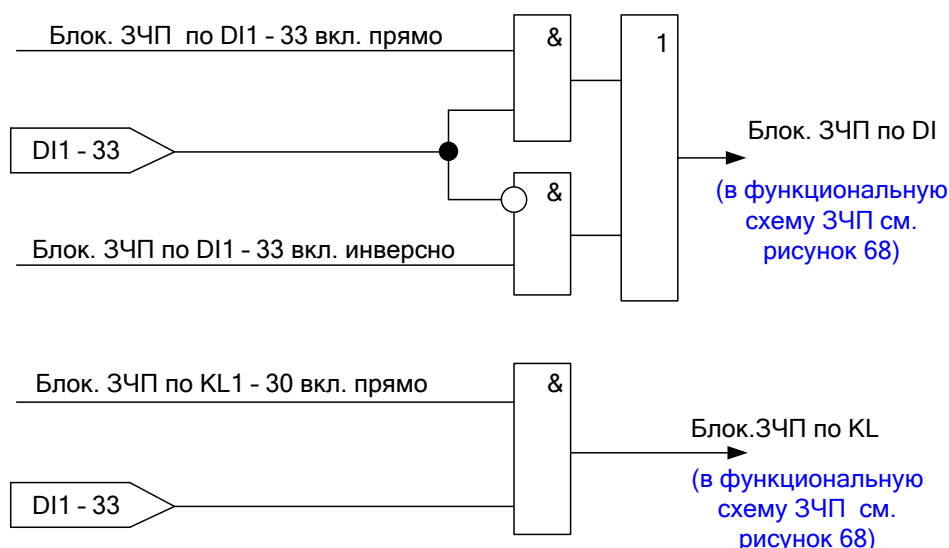 Блок. ЗЧП по DI1 - 33 вкл. прямо
&
1
DI1 - 33
Блок. ЗЧП по DI
(в функциональную
схему ЗЧП см.
рисунок 68)
&
Блок. ЗЧП по DI1 - 33 вкл. инверсно
Блок. ЗЧП по KL1 - 30 вкл. прямо
&
Блок.ЗЧП по KL
(в функциональную
схему ЗЧП см.
рисунок 68)
DI1 - 33